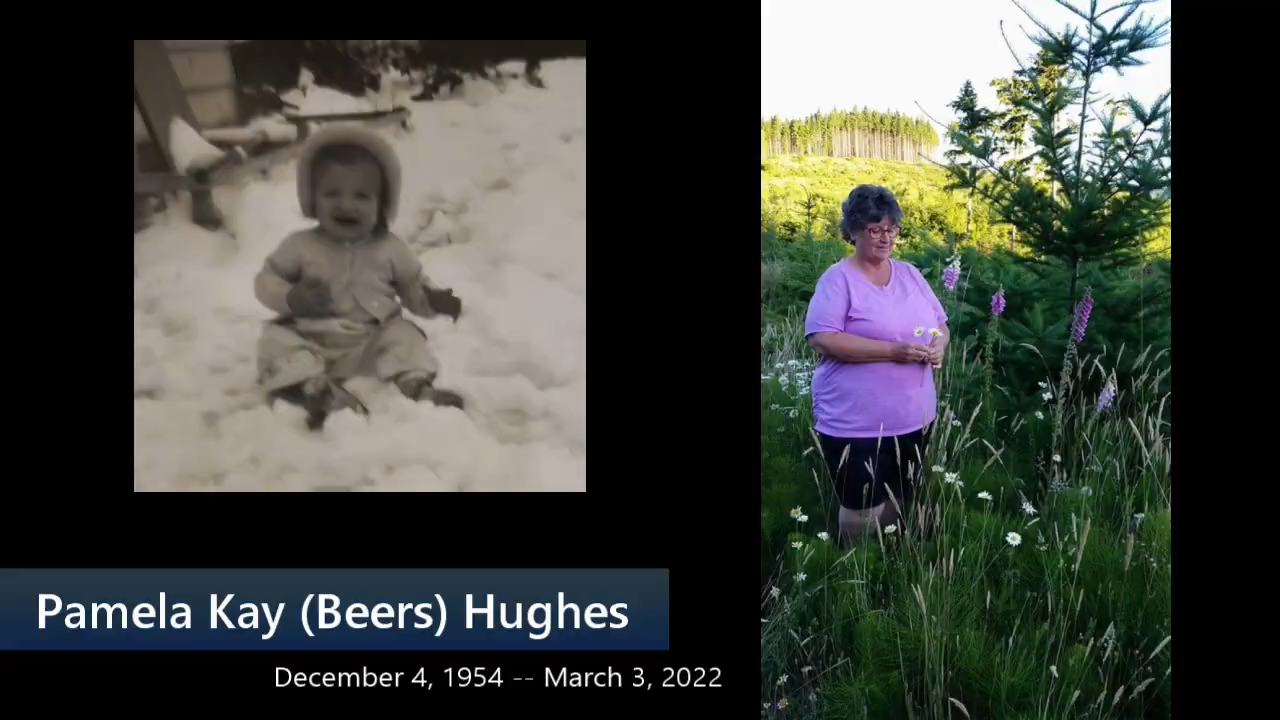 Pamela Kay (Beers) Hughes
December 4, 1954 -- March 3, 2022